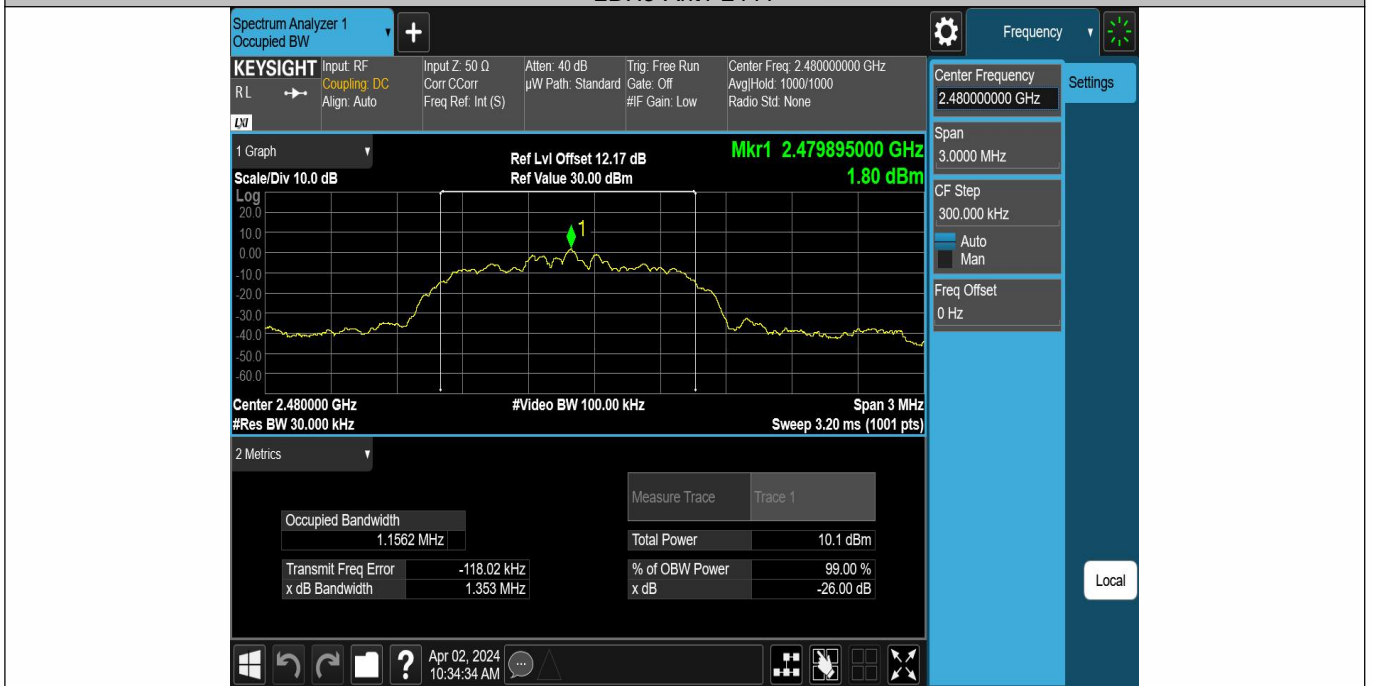 Spectrum Analyzer 1
Occupied BW
+
Frequency
KEYSIGHT
R L
LXI
Input: RF
Coupling: DC
Align: Auto
Input Z: 50 Ω
Corr CCorr
Freq Ref: Int (S)
Atten: 40 dB
µW Path: Standard
Trig: Free Run
Gate: Off
#IF Gain: Low
Center Freq: 2.480000000 GHz
Avg|Hold: 1000/1000
Radio Std: None
Center Frequency
2.480000000 GHz
Settings
Span
3.0000 MHz
CF Step
300.000 kHz
Auto
Man
Freq Offset
0 Hz
Local
1 Graph
Scale/Div 10.0 dB
Ref Lvl Offset 12.17 dB
Ref Value 30.00 dBm
Mkr1 2.479895000 GHz
1.80 dBm
Log
20.0
10.0
0.00
-10.0
-20.0
-30.0
-40.0
-50.0
-60.0
1
Center 2.480000 GHz
#Res BW 30.000 kHz
#Video BW 100.00 kHz
Span 3 MHz
Sweep 3.20 ms (1001 pts)
2 Metrics
Measure Trace Trace 1
Occupied Bandwidth
1.1562 MHz
Total Power 10.1 dBm
Transmit Freq Error -118.02 kHz
% of OBW Power 99.00 %
x dB Bandwidth 1.353 MHz
x dB -26.00 dB
?
Apr 02, 2024
10:34:34 AM